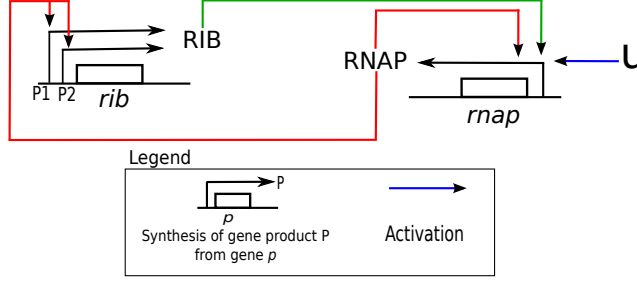 RIB
RNAP
U
P1 P2
rib
rnap
Legend
P
p
Synthesis of gene product P
from gene p
Activation